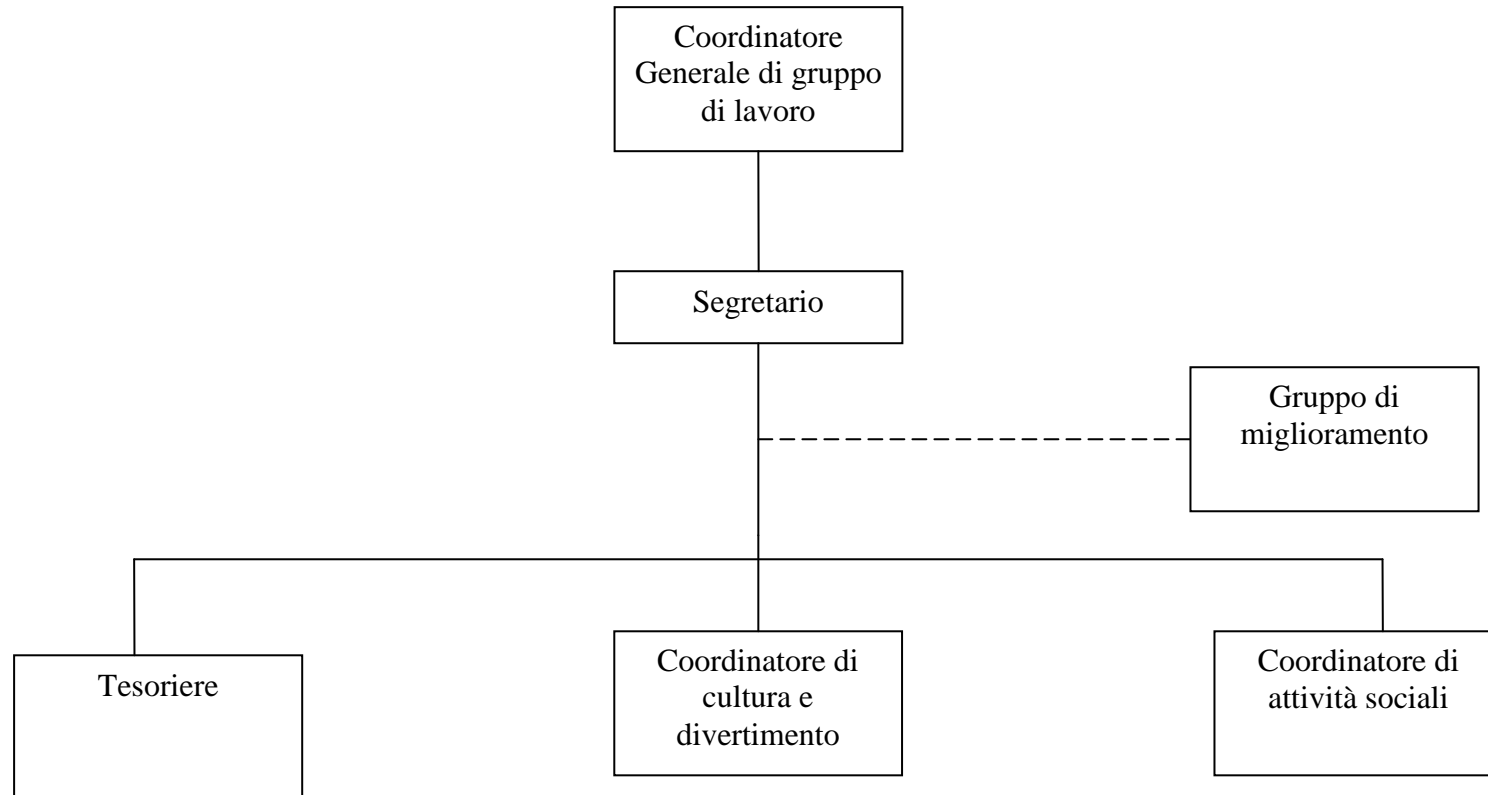 Coordinatore
Generale di gruppo
di lavoro
Segretario
Gruppo di
miglioramento
Tesoriere
Coordinatore di
cultura e
divertimento
Coordinatore di
attività sociali